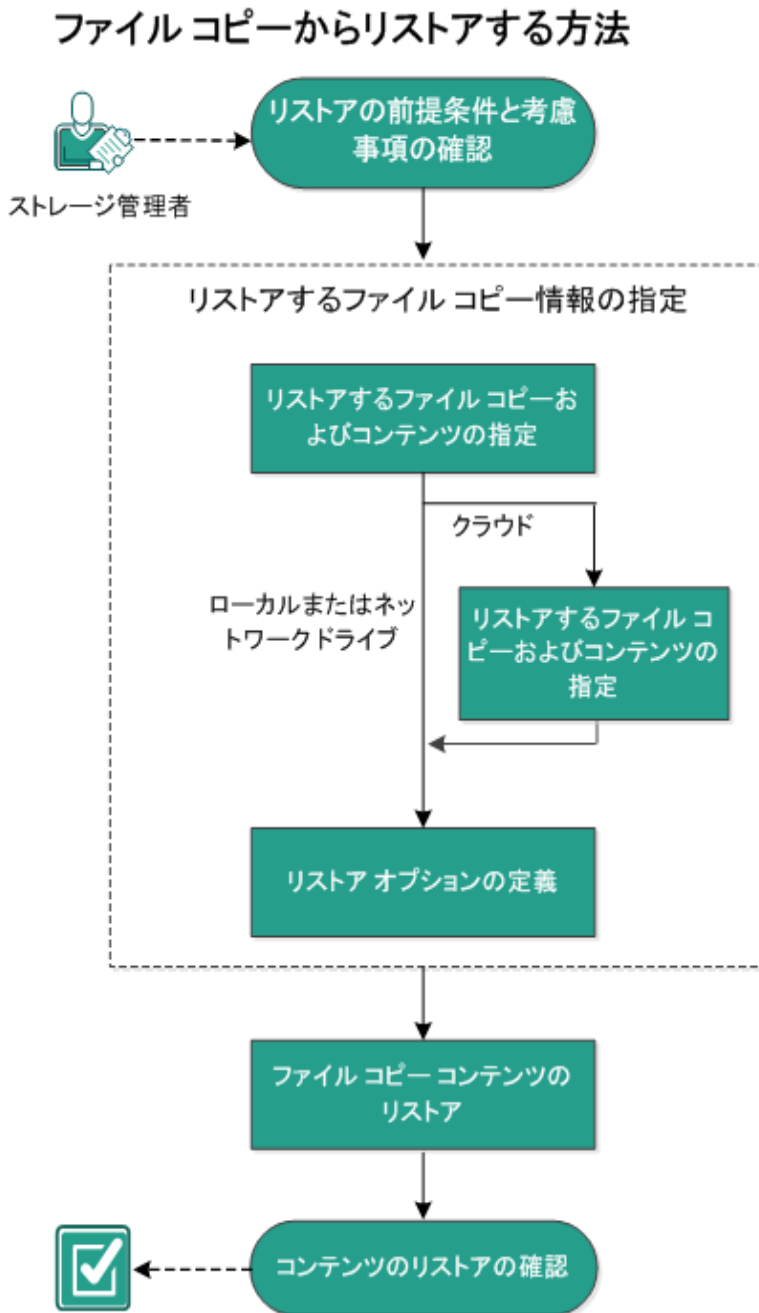 ファイル コピーからリストアする方法
リストアの前提条件と考慮
事項の確認
ストレージ管理者
リストアするファイル コピー情報の指定
リストアするファイル コピーお
よびコンテンツの指定
クラウド
ローカルまたはネッ
トワークドライブ
リストアするファイル コ
ピーおよびコンテンツの
指定
リストア オプションの定義
ファイル コピー コンテンツの
リストア
コンテンツのリストアの確認